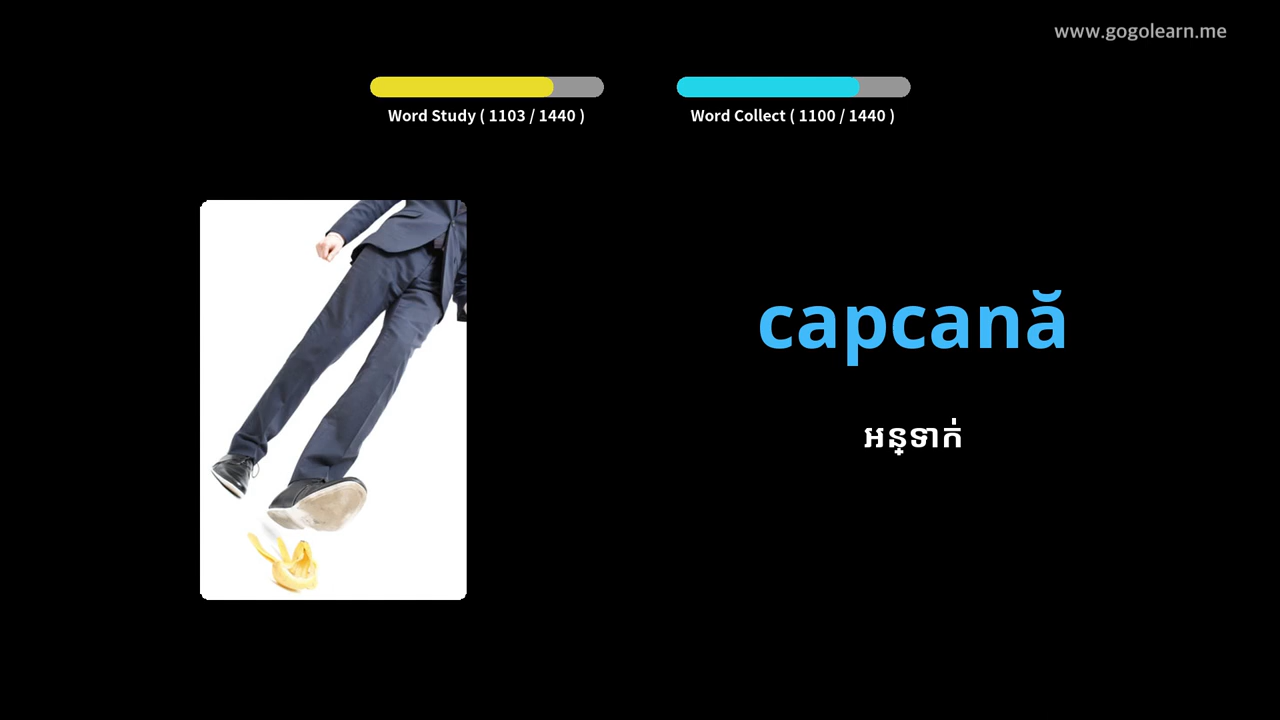 www.gogolearn.me
Word Study ( 1103 / 1440 )
Word Collect ( 1100 / 1440 )
capcană
អន្ទាក់